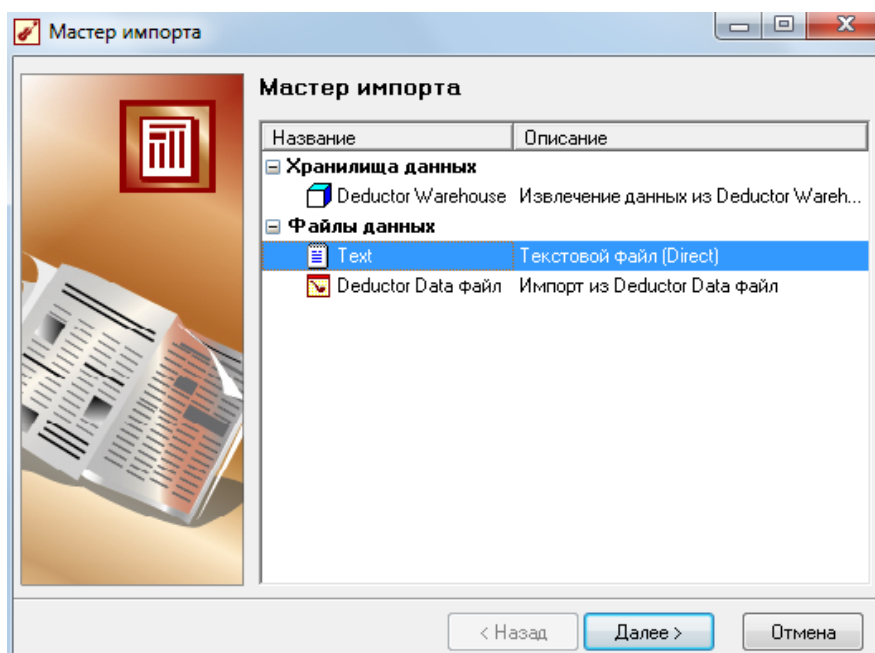 Мастер импорта
Мастер импорта
Название Описание
Хранилища данных
Deductor Warehouse Извлечение данных из Deductor Wareh...
Файлы данных
Text Текстовой файл (Direct)
Deductor Data файл Импорт из Deductor Data файл
< Назад Далее > Отмена